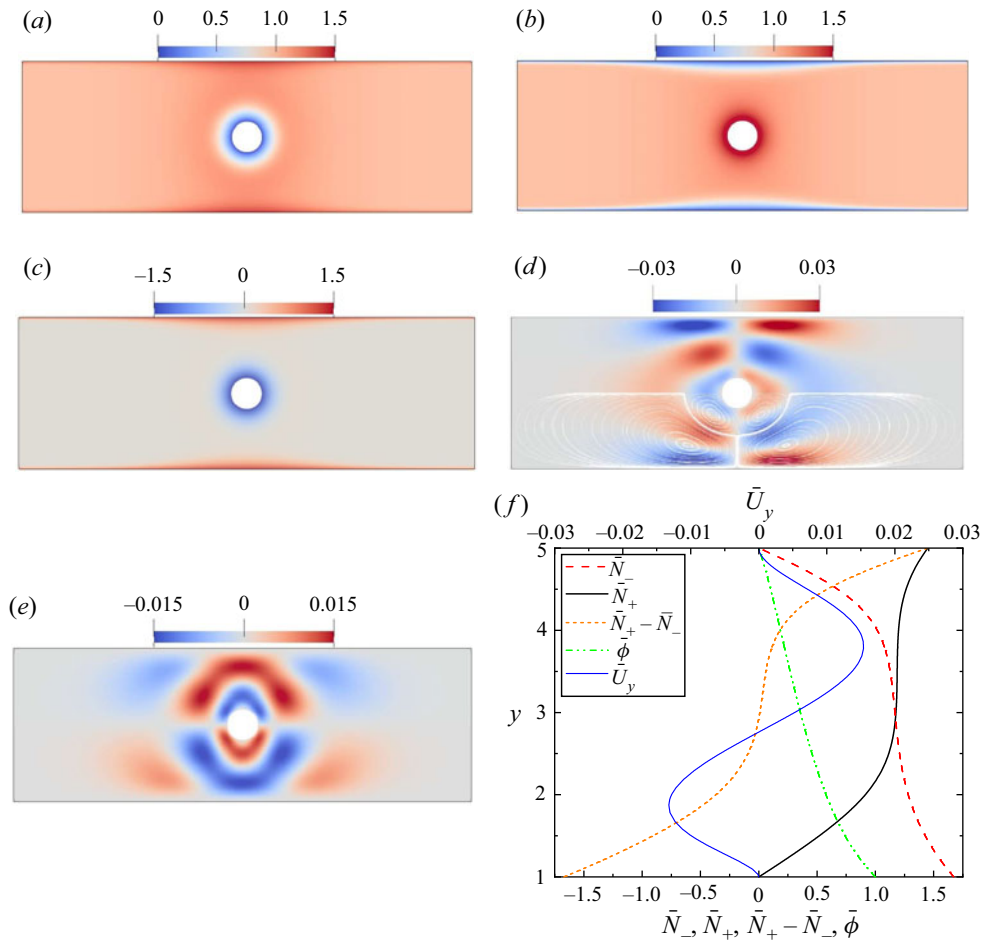 (a)
0 0.5 1.0 1.5
(b)
0 0.5 1.0 1.5
(c)
–1.5 0 1.5
(d)
–0.03 0 0.03
(e)
–0.015 0 0.015
(f)
Ū_y
–0.03 –0.02 –0.01 0 0.01 0.02 0.03
N̄_–
N̄_+
N̄_+ – N̄_–
ϕ̄
Ū_y
5
4
3
2
1
y
–1.5 –1.0 –0.5 0 0.5 1.0 1.5
N̄_–, N̄_+, N̄_+ – N̄_–, ϕ̄